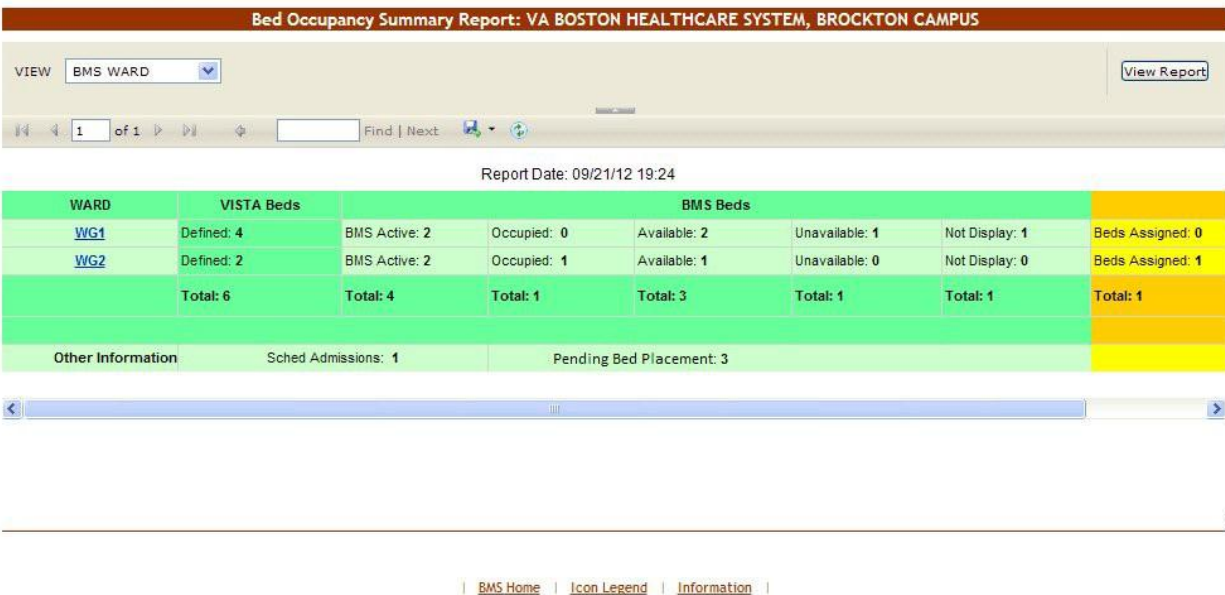 Bed Occupancy Summary Report: VA BOSTON HEALTHCARE SYSTEM, BROCKTON CAMPUS
VIEW BMS WARD View Report
1 of 1 Find | Next
Report Date: 09/21/12 19:24
WARD VISTA Beds BMS Beds
WG1 Defined: 4 BMS Active: 2 Occupied: 0 Available: 2 Unavailable: 1 Not Display: 1 Beds Assigned: 0
WG2 Defined: 2 BMS Active: 2 Occupied: 1 Available: 1 Unavailable: 0 Not Display: 0 Beds Assigned: 1
Total: 6 Total: 4 Total: 1 Total: 3 Total: 1 Total: 1 Total: 1
Other Information Sched Admissions: 1 Pending Bed Placement: 3
| BMS Home | Icon Legend | Information |